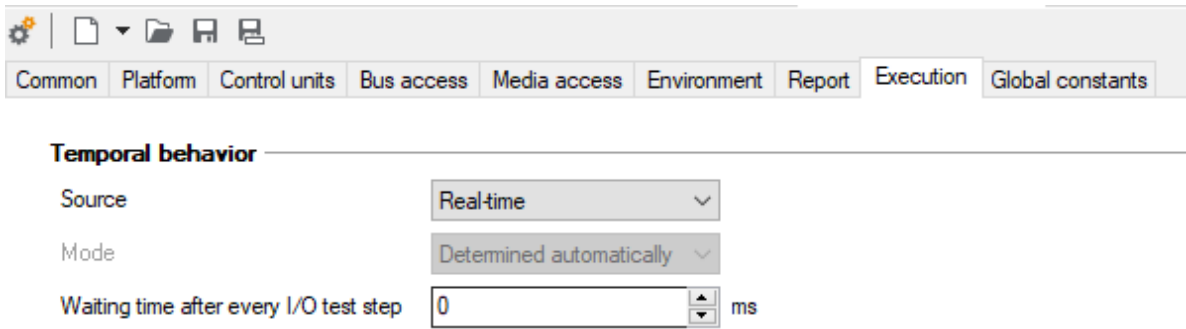 Common Platform Control units Bus access Media access Environment Report Execution Global constants
Temporal behavior
Source Real-time
Mode Determined automatically
Waiting time after every I/O test step 0 ms